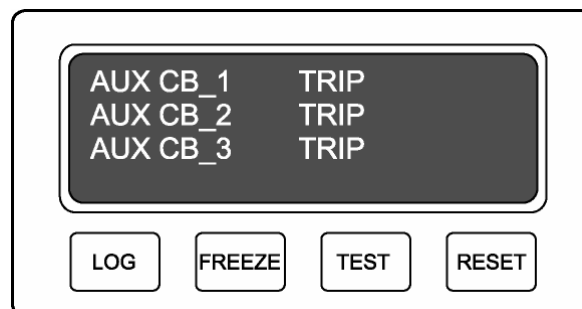 AUX CB_1 TRIP
AUX CB_2 TRIP
AUX CB_3 TRIP
LOG FREEZE TEST RESET